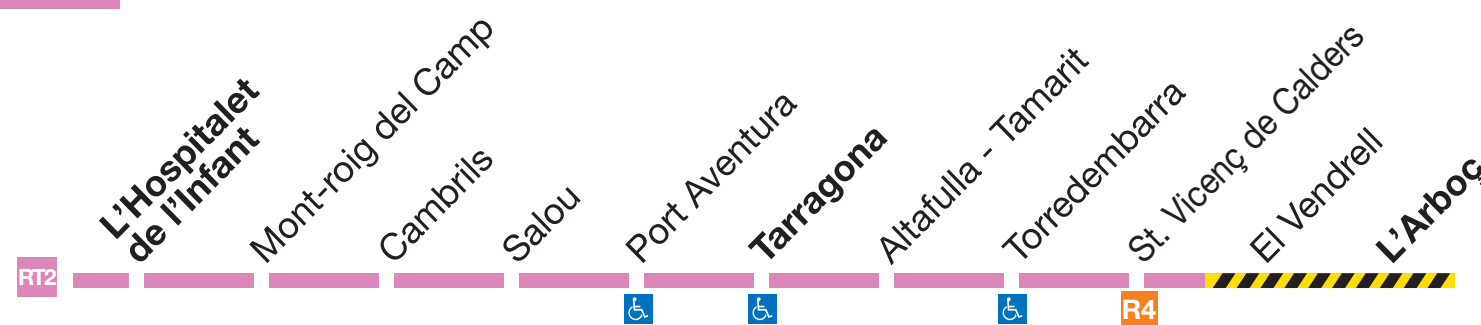 L'Hospitalet
de l'Infant
Mont-roig del Camp
Cambrils
Salou
Port Aventura
Tarragona
Altafulla - Tamarit
Torredembarra
St. Vicenç de Calders
El Vendrell
L'Arboç
RT2
R4